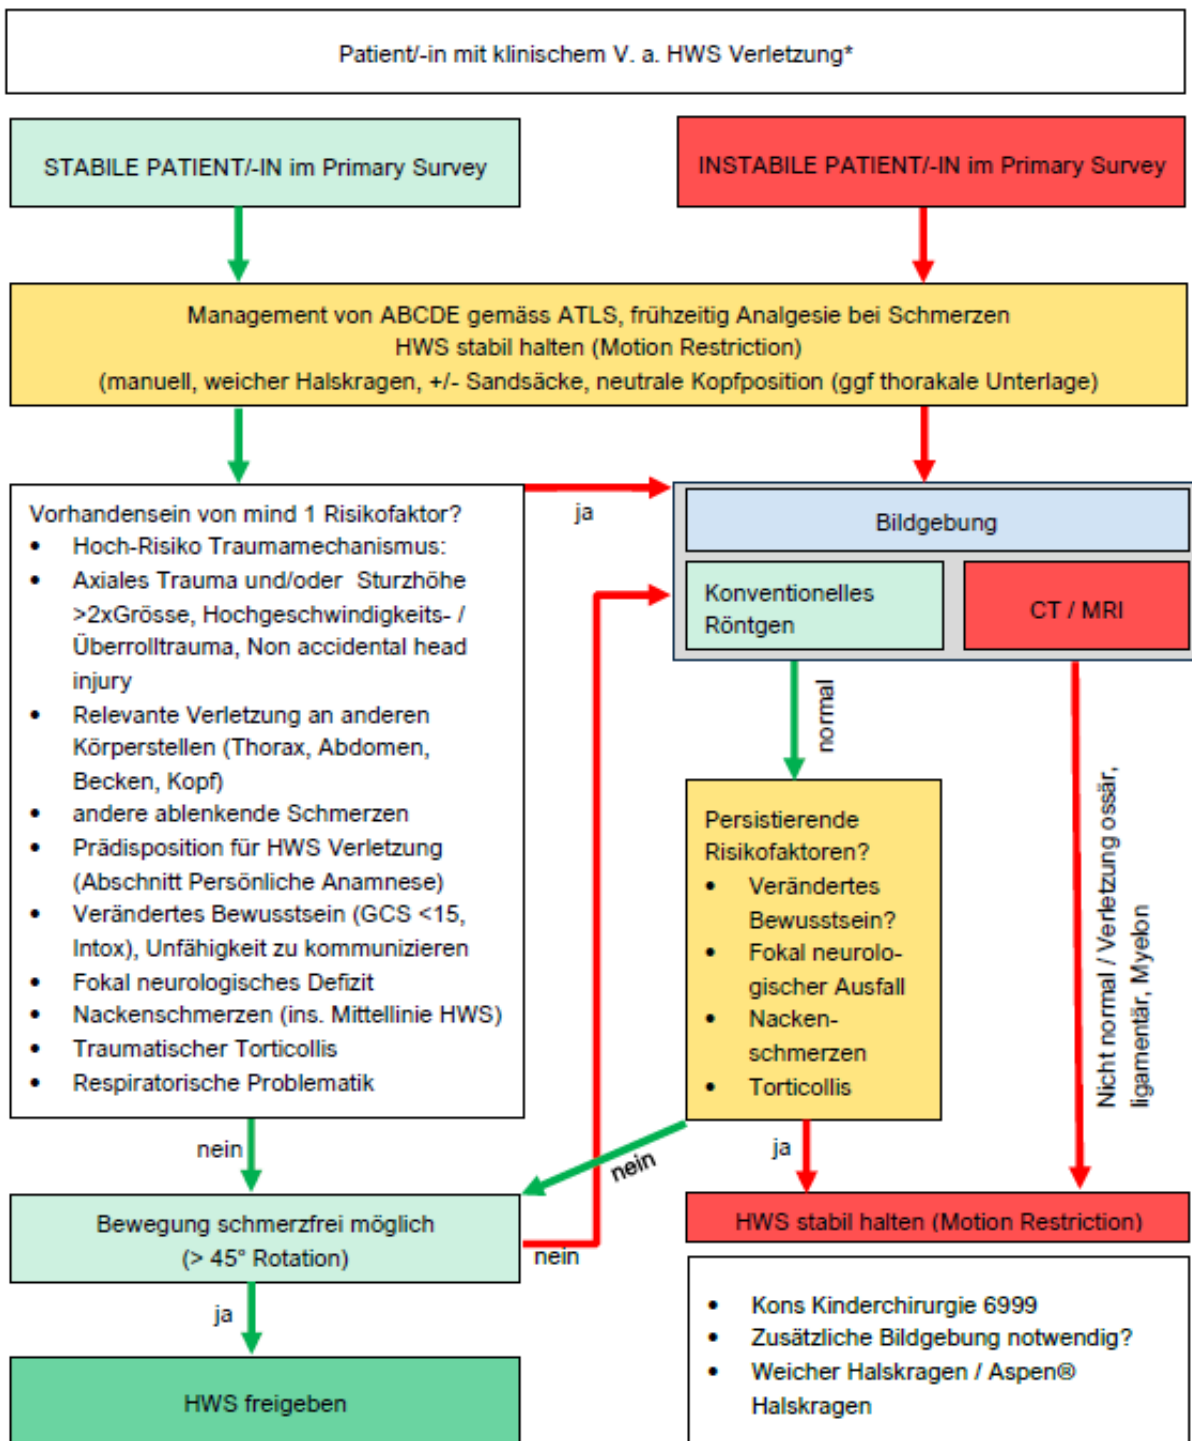 Patient/-in mit klinischem V. a. HWS Verletzung*
STABILE PATIENT/-IN im Primary Survey
INSTABILE PATIENT/-IN im Primary Survey
Management von ABCDE gemäss ATLS, frühzeitig Analgesie bei Schmerzen
HWS stabil halten (Motion Restriction)
(manuell, weicher Halskragen, +/- Sandsäcke, neutrale Kopfposition (ggf thorakale Unterlage)
Vorhandensein von mind 1 Risikofaktor?
• Hoch-Risiko Traumamechanismus:
• Axiales Trauma und/oder Sturzhöhe
>2xGrösse, Hochgeschwindigkeits- /
Überrolltrauma, Non accidental head
injury
• Relevante Verletzung an anderen
Körperstellen (Thorax, Abdomen,
Becken, Kopf)
• andere ablenkende Schmerzen
• Prädisposition für HWS Verletzung
(Abschnitt Persönliche Anamnese)
• Verändertes Bewusstsein (GCS <15,
Intox), Unfähigkeit zu kommunizieren
• Fokal neurologisches Defizit
• Nackenschmerzen (ins. Mittellinie HWS)
• Traumatischer Torticollis
• Respiratorische Problematik
ja
Bildgebung
Konventionelles
Röntgen
CT / MRI
normal
Nicht normal / Verletzung ossär,
ligamentär, Myelon
Persistierende
Risikofaktoren?
• Verändertes
Bewusstsein?
• Fokal neurolo-
gischer Ausfall
• Nacken-
schmerzen
• Torticollis
nein
nein
ja
Bewegung schmerzfrei möglich
(> 45° Rotation)
nein
HWS stabil halten (Motion Restriction)
ja
HWS freigeben
• Kons Kinderchirurgie 6999
• Zusätzliche Bildgebung notwendig?
• Weicher Halskragen / Aspen®
Halskragen